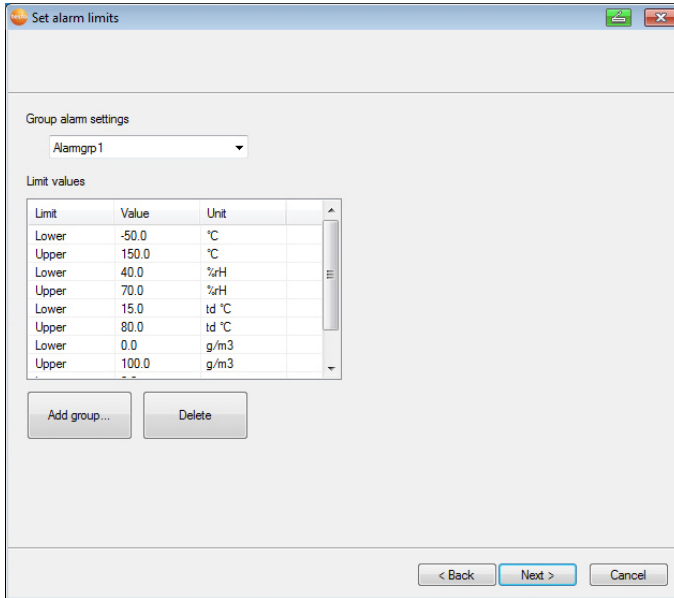 testo Set alarm limits
Group alarm settings
Alarmgrp1
Limit values
Limit Value Unit
Lower -50.0 °C
Upper 150.0 °C
Lower 40.0 %rH
Upper 70.0 %rH
Lower 15.0 td °C
Upper 80.0 td °C
Lower 0.0 g/m3
Upper 100.0 g/m3
Add group... Delete
< Back Next > Cancel